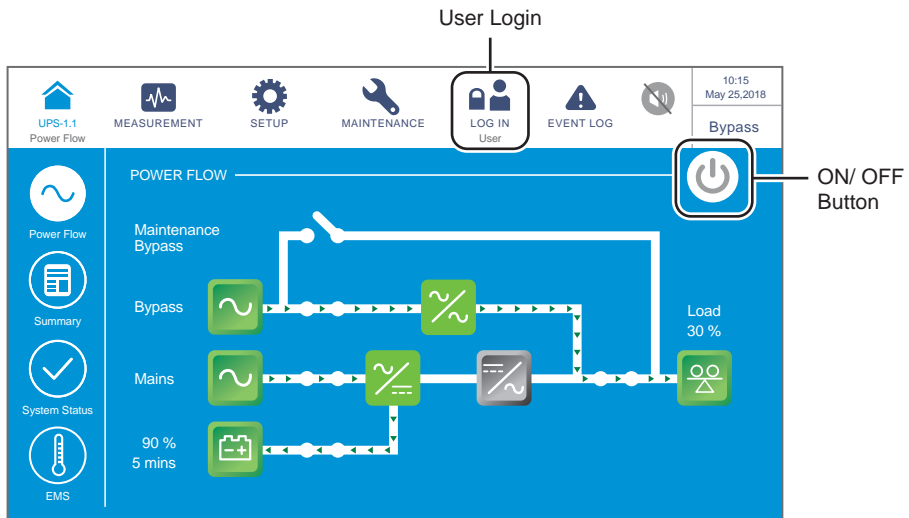 User Login
10:15
May 25,2018
UPS-1.1
MEASUREMENT
SETUP
MAINTENANCE
LOG IN
EVENT LOG
Power Flow
User
Bypass
POWER FLOW
ON/ OFF
Button
Power Flow
Maintenance
Bypass
Summary
Bypass
Load
30 %
System Status
Mains
90 %
5 mins
EMS